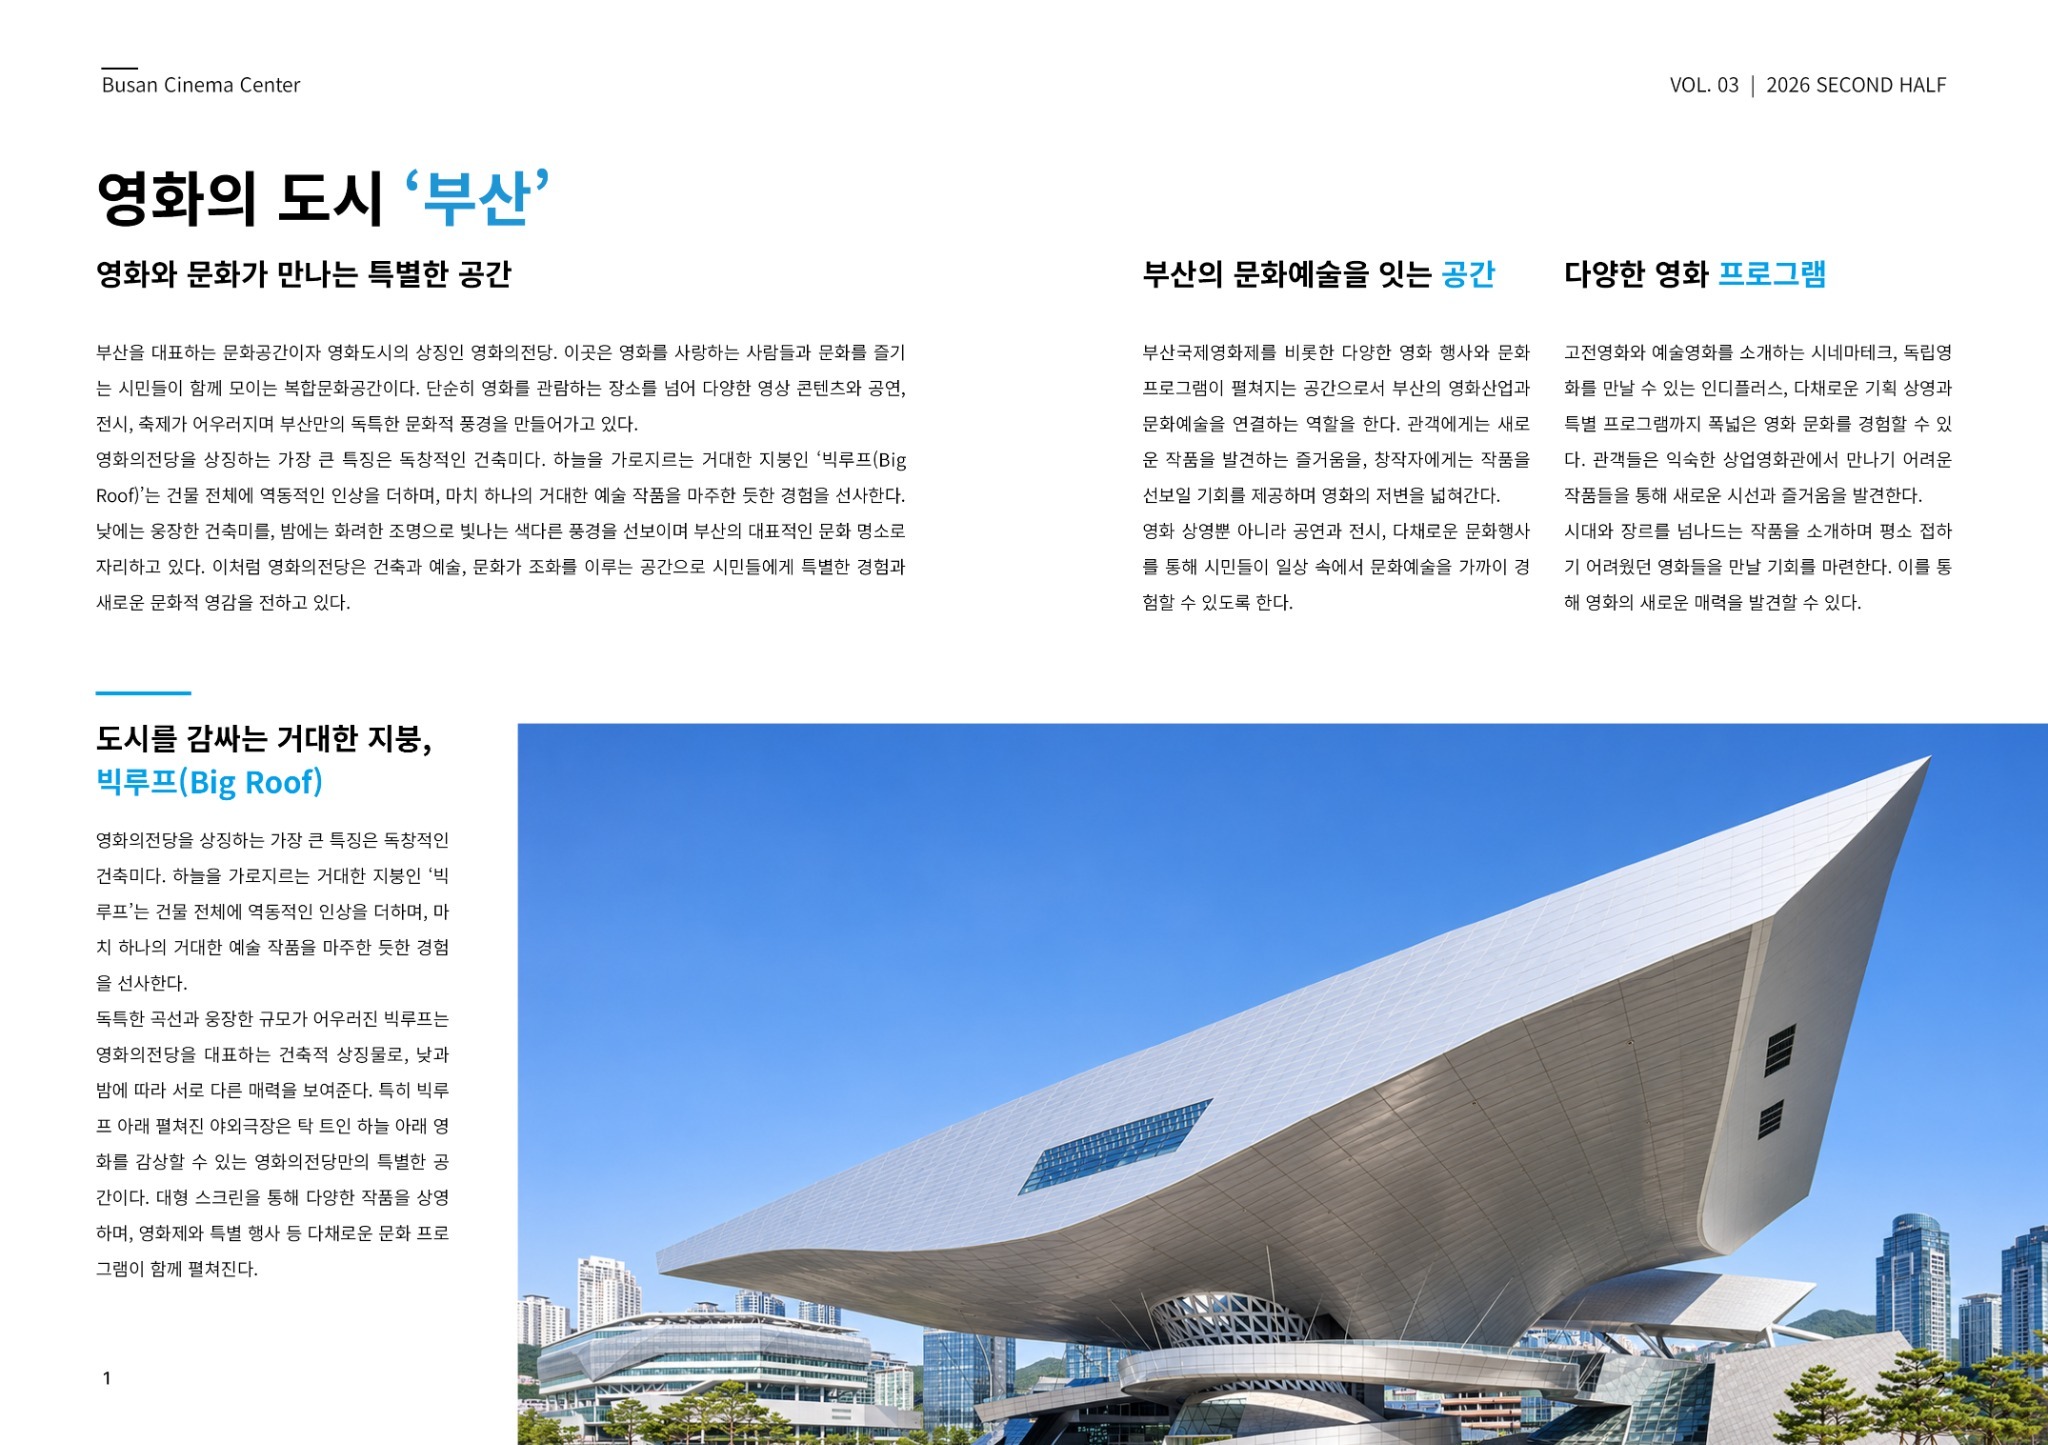 Busan Cinema Center
VOL. 03 | 2026 SECOND HALF
영화의 도시 ‘부산’
영화와 문화가 만나는 특별한 공간
부산을 대표하는 문화공간이자 영화도시의 상징인 영화의전당. 이곳은 영화를 사랑하는 사람들과 문화를 즐기
는 시민들이 함께 모이는 복합문화공간이다. 단순히 영화를 관람하는 장소를 넘어 다양한 영상 콘텐츠와 공연,
전시, 축제가 어우러지며 부산만의 독특한 문화적 풍경을 만들어가고 있다.
영화의전당을 상징하는 가장 큰 특징은 독창적인 건축미다. 하늘을 가로지르는 거대한 지붕인 ‘빅루프(Big
Roof)’는 건물 전체에 역동적인 인상을 더하며, 마치 하나의 거대한 예술 작품을 마주한 듯한 경험을 선사한다.
낮에는 웅장한 건축미를, 밤에는 화려한 조명으로 빛나는 색다른 풍경을 선보이며 부산의 대표적인 문화 명소로
자리하고 있다. 이처럼 영화의전당은 건축과 예술, 문화가 조화를 이루는 공간으로 시민들에게 특별한 경험과
새로운 문화적 영감을 전하고 있다.
부산의 문화예술을 잇는 공간
부산국제영화제를 비롯한 다양한 영화 행사와 문화
프로그램이 펼쳐지는 공간으로서 부산의 영화산업과
문화예술을 연결하는 역할을 한다. 관객에게는 새로
운 작품을 발견하는 즐거움을, 창작자에게는 작품을
선보일 기회를 제공하며 영화의 저변을 넓혀간다.
영화 상영뿐 아니라 공연과 전시, 다채로운 문화행사
를 통해 시민들이 일상 속에서 문화예술을 가까이 경
험할 수 있도록 한다.
다양한 영화 프로그램
고전영화와 예술영화를 소개하는 시네마테크, 독립영
화를 만날 수 있는 인디플러스, 다채로운 기획 상영과
특별 프로그램까지 폭넓은 영화 문화를 경험할 수 있
다. 관객들은 익숙한 상업영화관에서 만나기 어려운
작품들을 통해 새로운 시선과 즐거움을 발견한다.
시대와 장르를 넘나드는 작품을 소개하며 평소 접하
기 어려웠던 영화들을 만날 기회를 마련한다. 이를 통
해 영화의 새로운 매력을 발견할 수 있다.
도시를 감싸는 거대한 지붕,
빅루프(Big Roof)
영화의전당을 상징하는 가장 큰 특징은 독창적인
건축미다. 하늘을 가로지르는 거대한 지붕인 ‘빅
루프’는 건물 전체에 역동적인 인상을 더하며, 마
치 하나의 거대한 예술 작품을 마주한 듯한 경험
을 선사한다.
독특한 곡선과 웅장한 규모가 어우러진 빅루프는
영화의전당을 대표하는 건축적 상징물로, 낮과
밤에 따라 서로 다른 매력을 보여준다. 특히 빅루
프 아래 펼쳐진 야외극장은 탁 트인 하늘 아래 영
화를 감상할 수 있는 영화의전당만의 특별한 공
간이다. 대형 스크린을 통해 다양한 작품을 상영
하며, 영화제와 특별 행사 등 다채로운 문화 프로
그램이 함께 펼쳐진다.
1